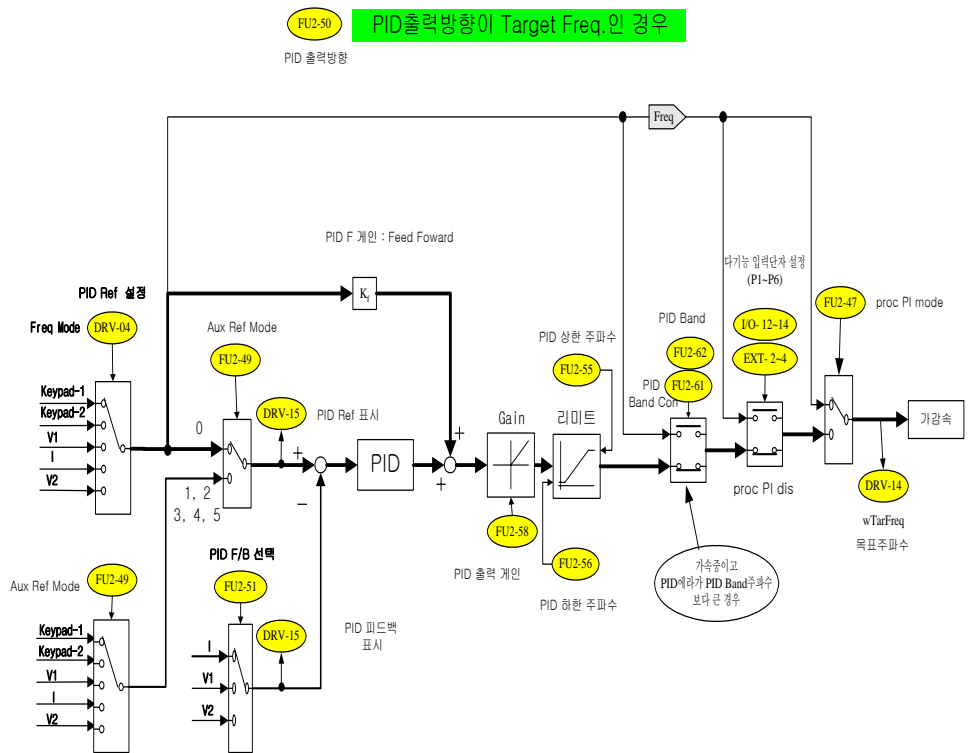 FU2-50
PID출력방향이 Target Freq.인 경우
PID 출력방향
Freq
PID F 게인 : Feed Foward
K_f
다기능 입력단자 설정
(P1~P6)
PID Ref 설정
Freq Mode
DRV-04
Aux Ref Mode
FU2-49
Keypad-1
Keypad-2
V1
I
V2
0
1, 2
3, 4, 5
DRV-15
PID Ref 표시
+
−
PID
+
+
Gain
FU2-58
PID 출력 게인
PID 상한 주파수
FU2-55
리미트
FU2-56
PID 하한 주파수
PID Band
FU2-62
FU2-61
PID
Band Con
I/O- 12~14
EXT- 2~4
proc PI dis
FU2-47
proc PI mode
가감속
DRV-14
wTarFreq
목표주파수
가속중이고
PID에라가 PID Band주파수
보다 큰 경우
Aux Ref Mode
FU2-49
Keypad-1
Keypad-2
V1
I
V2
PID F/B 선택
FU2-51
I
V1
V2
DRV-15
PID 피드백
표시